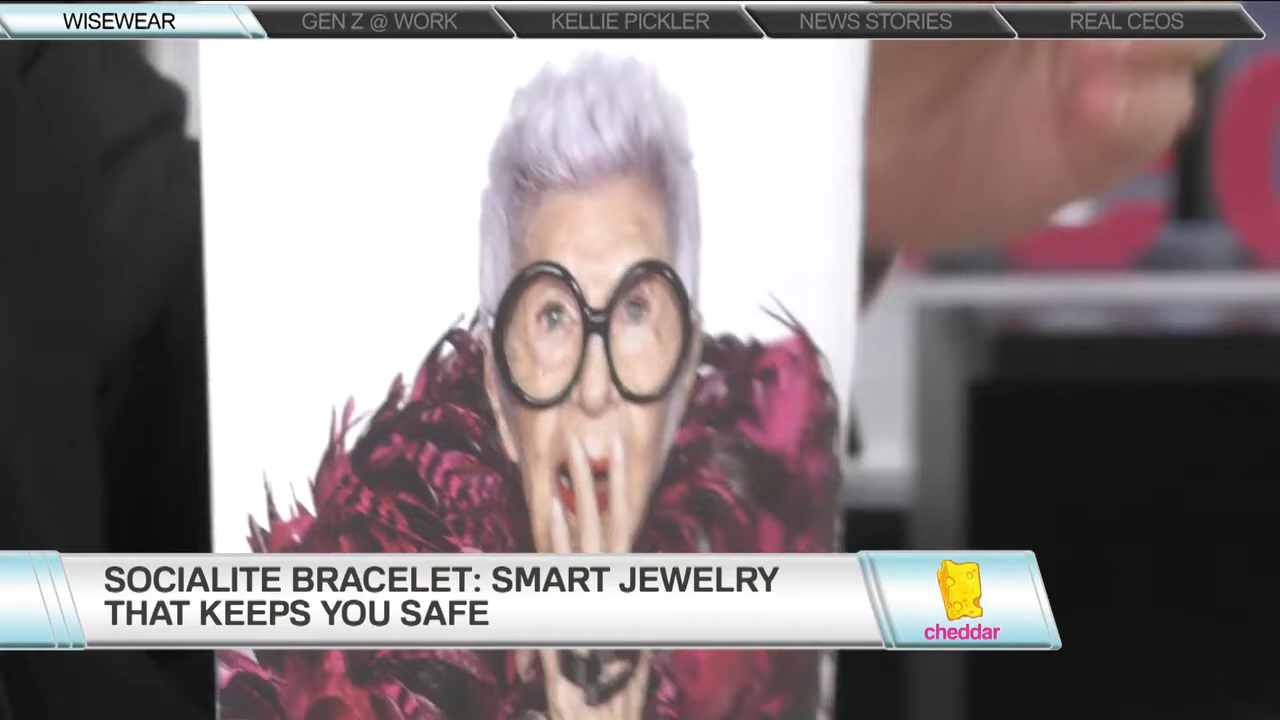 WISEWEAR
GEN Z @ WORK
KELLIE PICKLER
NEWS STORIES
REAL CEOS
SOCIALITE BRACELET: SMART JEWELRY
THAT KEEPS YOU SAFE
cheddar